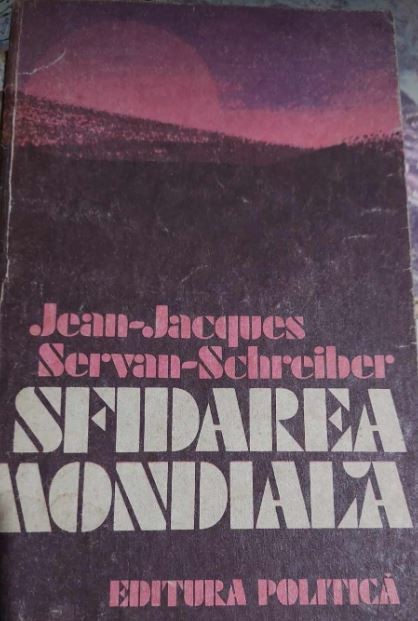 Jean-Jacques
Servan-Schreiber
SFIDAREA
MONDIALĂ
EDITURA POLITICĂ